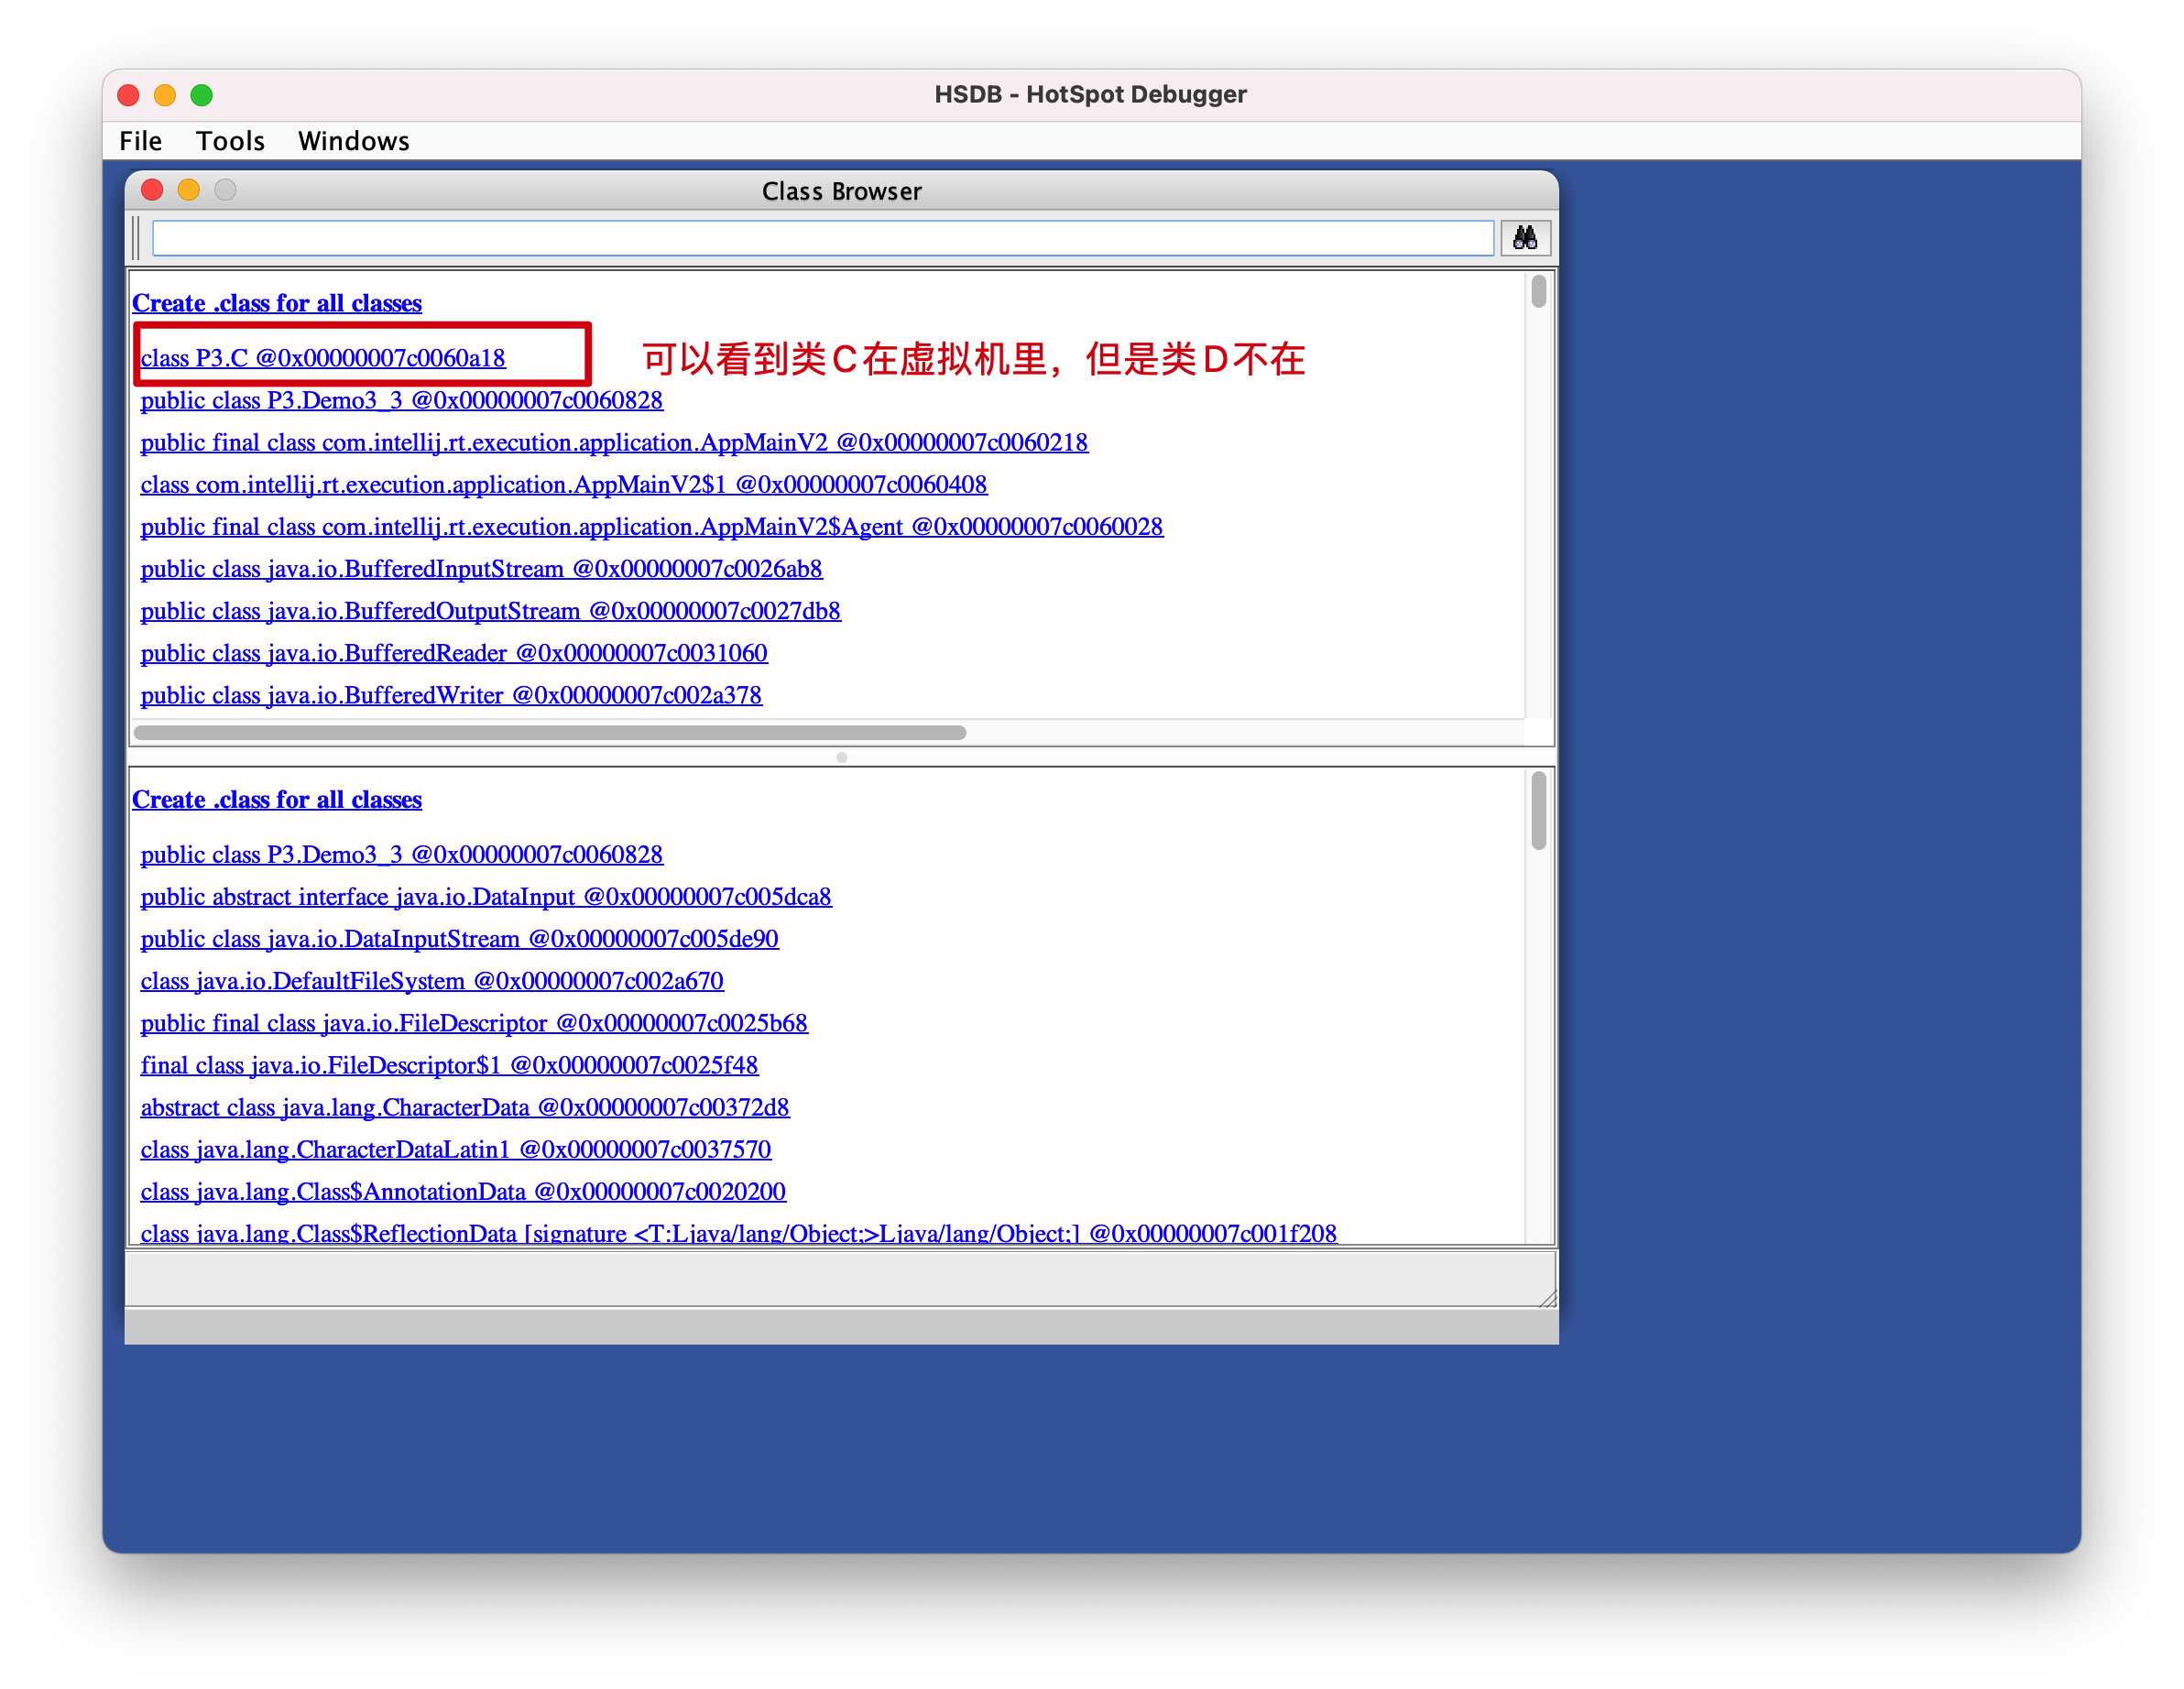 HSDB - HotSpot Debugger
File Tools Windows
Class Browser
Create .class for all classes
class P3.C @0x00000007c0060a18
可以看到类C在虚拟机里，但是类D不在
public class P3.Demo3_3 @0x00000007c0060828
public final class com.intellij.rt.execution.application.AppMainV2 @0x00000007c0060218
class com.intellij.rt.execution.application.AppMainV2$1 @0x00000007c0060408
public final class com.intellij.rt.execution.application.AppMainV2$Agent @0x00000007c0060028
public class java.io.BufferedInputStream @0x00000007c0026ab8
public class java.io.BufferedOutputStream @0x00000007c0027db8
public class java.io.BufferedReader @0x00000007c0031060
public class java.io.BufferedWriter @0x00000007c002a378
Create .class for all classes
public class P3.Demo3_3 @0x00000007c0060828
public abstract interface java.io.DataInput @0x00000007c005dca8
public class java.io.DataInputStream @0x00000007c005de90
class java.io.DefaultFileSystem @0x00000007c002a670
public final class java.io.FileDescriptor @0x00000007c0025b68
final class java.io.FileDescriptor$1 @0x00000007c0025f48
abstract class java.lang.CharacterData @0x00000007c00372d8
class java.lang.CharacterDataLatin1 @0x00000007c0037570
class java.lang.Class$AnnotationData @0x00000007c0020200
class java.lang.Class$ReflectionData [signature <T:Ljava/lang/Object;>Ljava/lang/Object;] @0x00000007c001f208